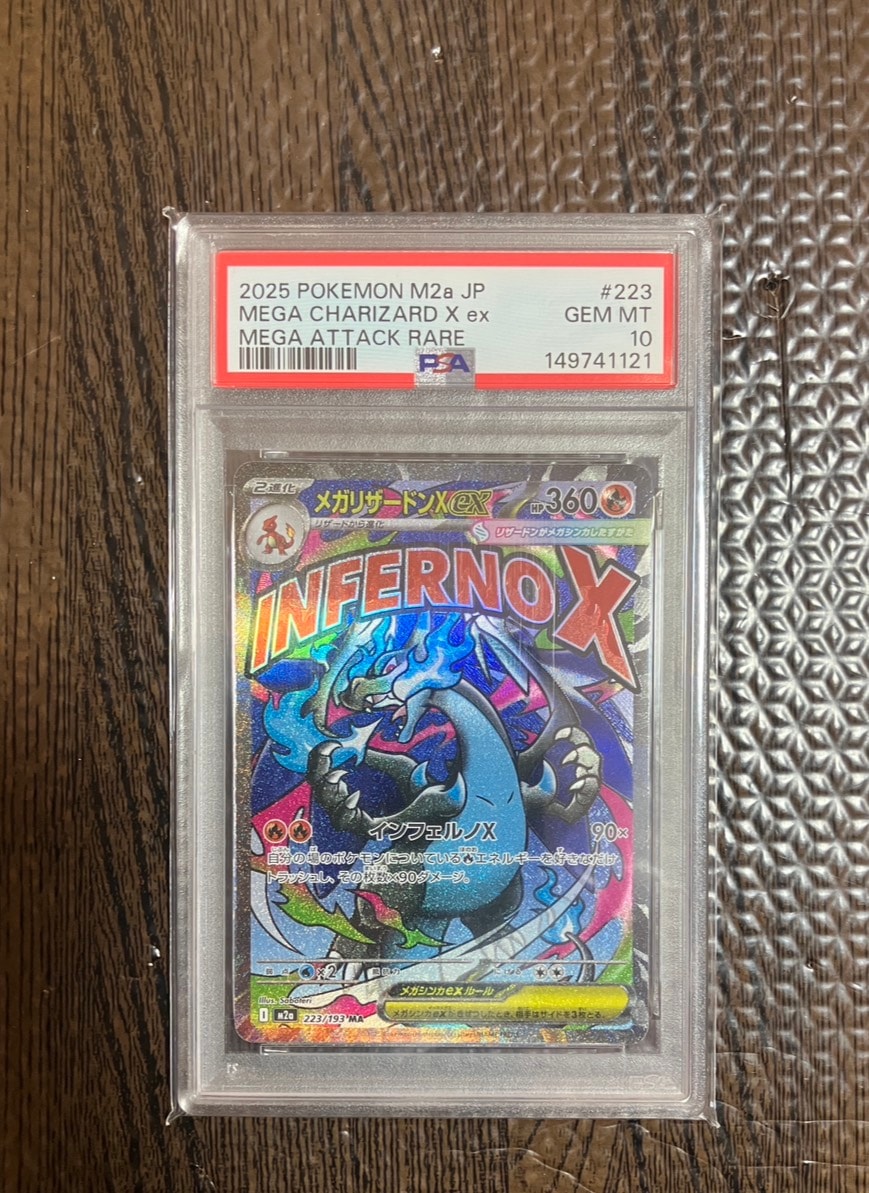 2025 POKEMON M2a JP #223
MEGA CHARIZARD X ex GEM MT
MEGA ATTACK RARE 10
PSA 149741121
2進化
メガリザードンXex HP360
リザードから進化
リザードンがメガシンカしたすがた
INFERNO X
インフェルノX 90×
自分の場のポケモンについているエネルギーを好きなだけ
トラッシュし、その枚数×90ダメージ。
×2
メガシンカexルール
Illus. Saboteri
M2a 223/193 MA